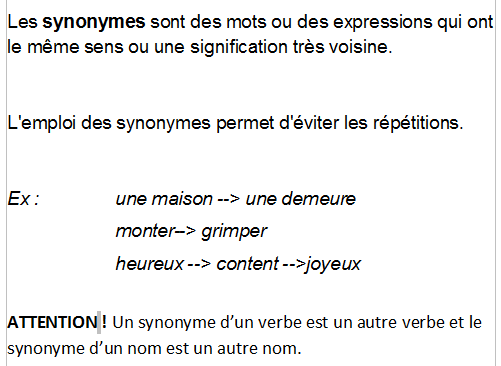 Les synonymes sont des mots ou des expressions qui ont
le même sens ou une signification très voisine.
L'emploi des synonymes permet d'éviter les répétitions.
Ex : une maison --> une demeure
monter–> grimper
heureux --> content -->joyeux
ATTENTION ! Un synonyme d’un verbe est un autre verbe et le
synonyme d’un nom est un autre nom.